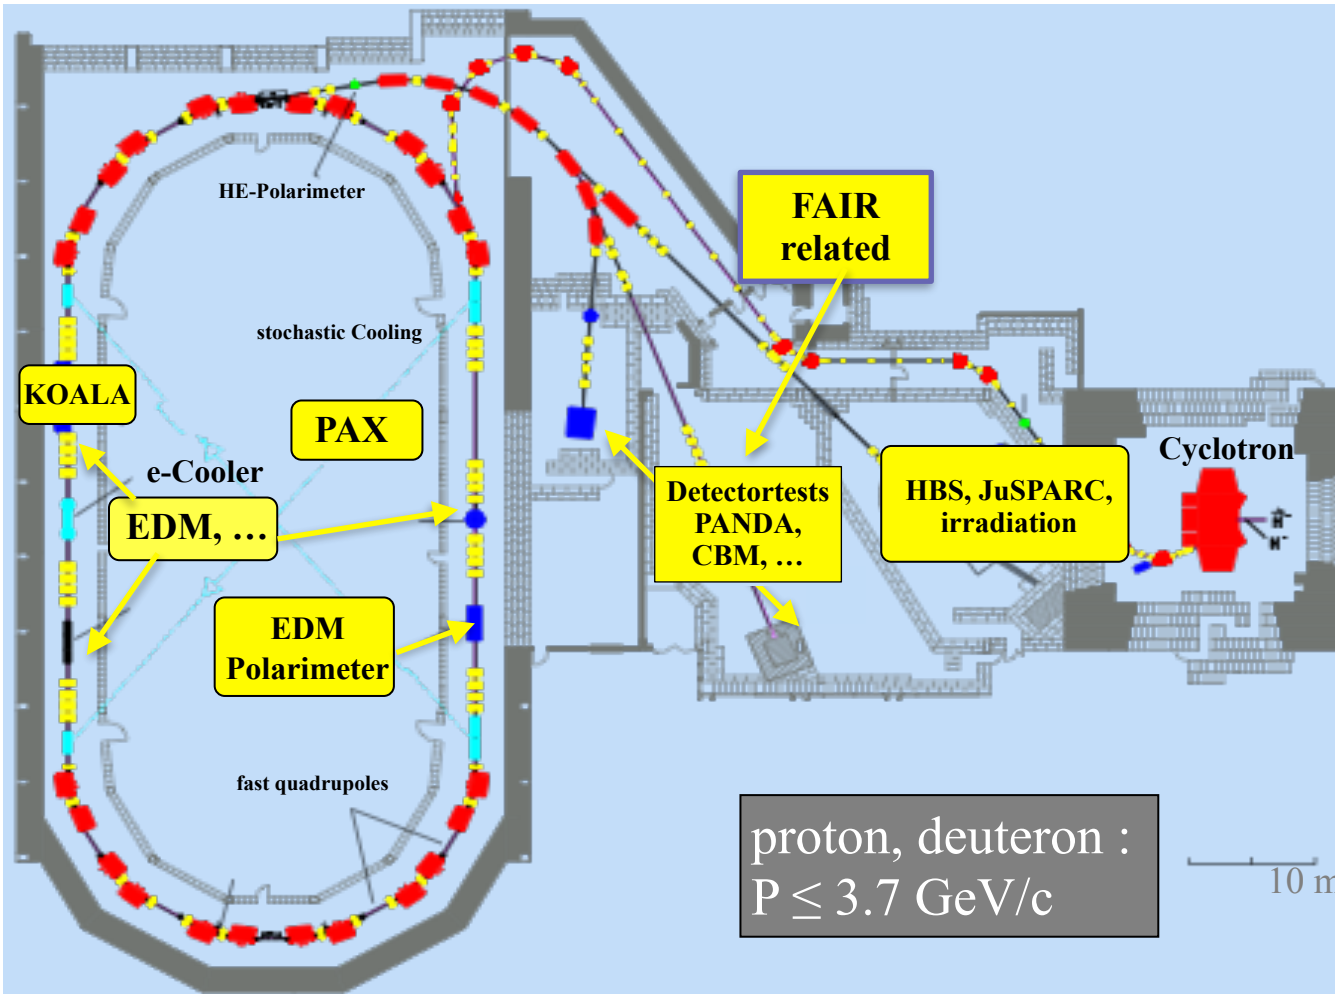 HE-Polarimeter
FAIR
related
stochastic Cooling
KOALA
PAX
e-Cooler
EDM, …
Detectortests
PANDA,
CBM, …
HBS, JuSPARC,
irradiation
Cyclotron
H⁻
EDM
Polarimeter
fast quadrupoles
proton, deuteron :
P ≤ 3.7 GeV/c
10 m